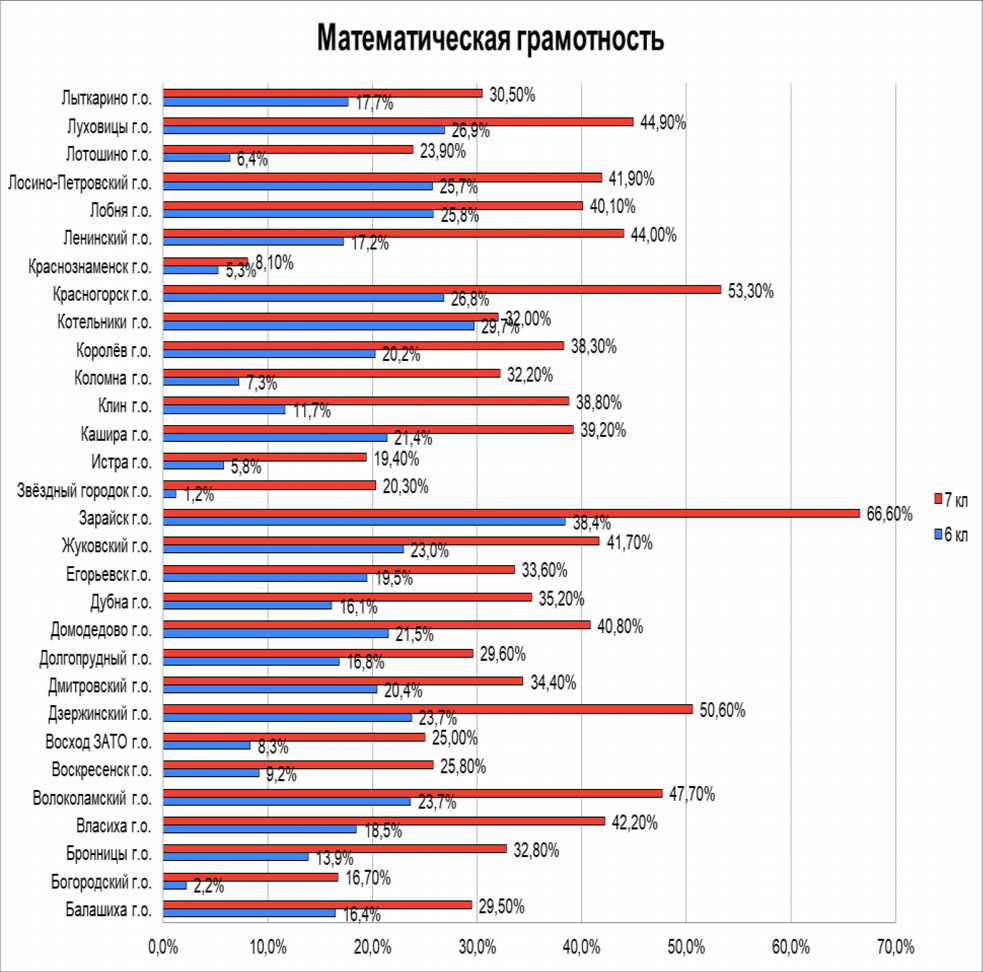 Математическая грамотность
Лыткарино г.о. 30,50%
17,7%
Луховицы г.о. 44,90%
26,9%
Лотошино г.о. 23,90%
6,4%
Лосино-Петровский г.о. 41,90%
25,7%
Лобня г.о. 40,10%
25,8%
Ленинский г.о. 44,00%
17,2%
Краснознаменск г.о. 8,10%
5,3%
Красногорск г.о. 53,30%
26,8%
Котельники г.о. 32,00%
29,7%
Королёв г.о. 38,30%
20,2%
Коломна г.о. 32,20%
7,3%
Клин г.о. 38,80%
11,7%
Кашира г.о. 39,20%
21,4%
Истра г.о. 19,40%
5,8%
Звёздный городок г.о. 20,30%
1,2%
Зарайск г.о. 66,60%
38,4%
Жуковский г.о. 41,70%
23,0%
Егорьевск г.о. 33,60%
19,5%
Дубна г.о. 35,20%
16,1%
Домодедово г.о. 40,80%
21,5%
Долгопрудный г.о. 29,60%
16,8%
Дмитровский г.о. 34,40%
20,4%
Дзержинский г.о. 50,60%
23,7%
Восход ЗАТО г.о. 25,00%
8,3%
Воскресенск г.о. 25,80%
9,2%
Волоколамский г.о. 47,70%
23,7%
Власиха г.о. 42,20%
18,5%
Бронницы г.о. 32,80%
13,9%
Богородский г.о. 16,70%
2,2%
Балашиха г.о. 29,50%
16,4%
0,0% 10,0% 20,0% 30,0% 40,0% 50,0% 60,0% 70,0%
7 кл
6 кл